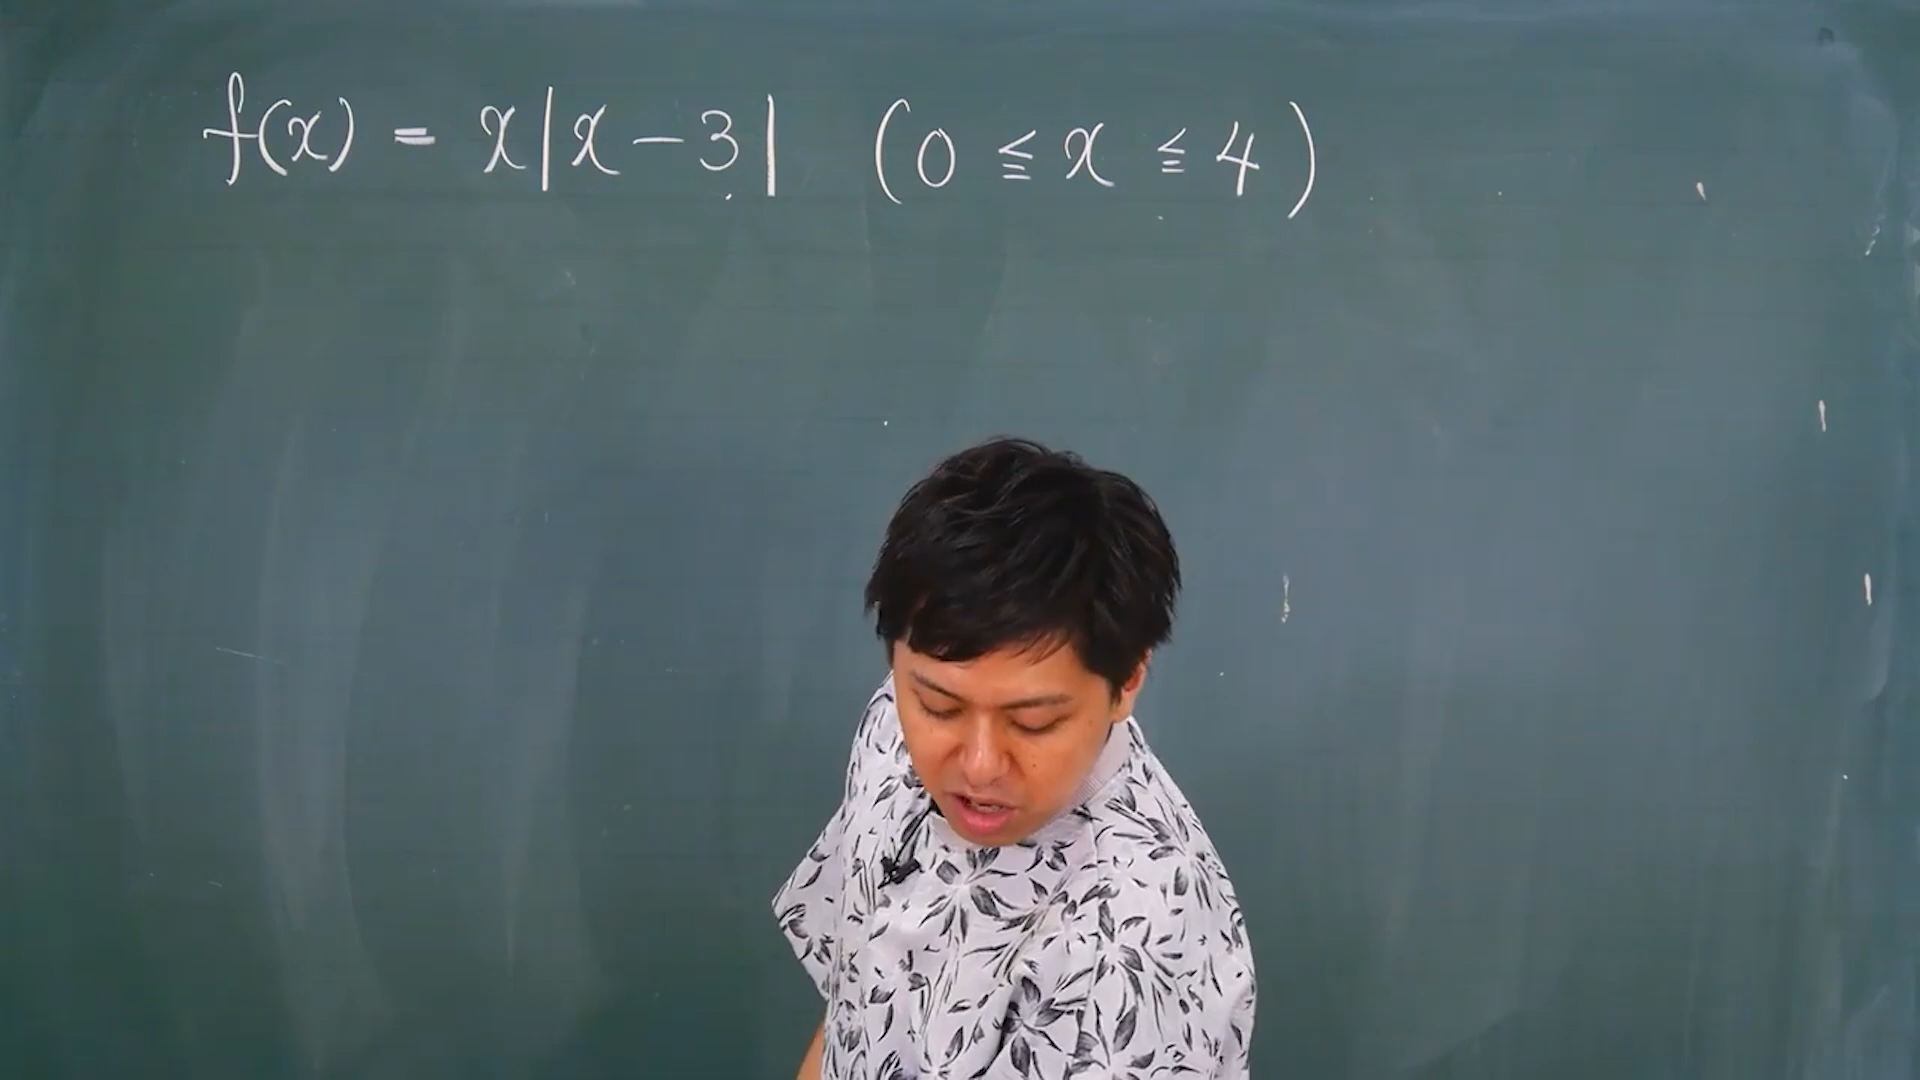 f(x) = x|x-3| (0 ≦ x ≦ 4)